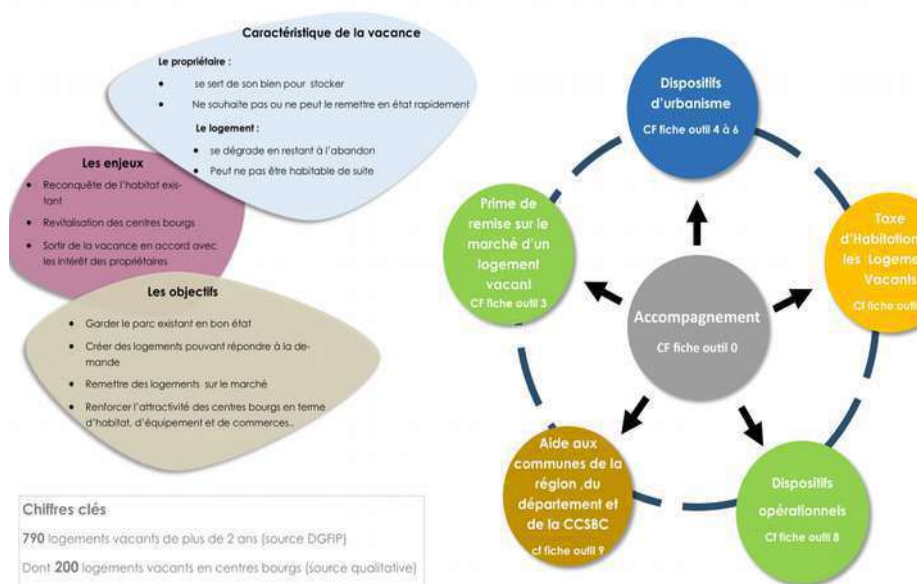 Caractéristique de la vacance
Le propriétaire :
• se sert de son bien pour stocker
• Ne souhaite pas ou ne peut le remettre en état rapidement
Le logement :
• se dégrade en restant à l'abandon
• Peut ne pas être habitable de suite
Les enjeux
• Reconquête de l'habitat exis-
tant
• Revitalisation des centres bourgs
• Sortir de la vacance en accord avec
les intérêt des propriétaires
Les objectifs
• Garder le parc existant en bon état
• Créer des logements pouvant répondre à la de-
mande
• Remettre des logements sur le marché
• Renforcer l'attractivité des centres bourgs en terme
d'habitat, d'équipement et de commerces..
Chiffres clés
790 logements vacants de plus de 2 ans (source DGFIP)
Dont 200 logements vacants en centres bourgs (source qualitative)
Dispositifs
d'urbanisme
CF fiche outil 4 à 6
Prime de
remise sur le
marché d'un
logement
vacant
CF fiche outil 3
Taxe
d'Habitation
les Logeme
Vacants
Cf fiche outil
Accompagnement
CF fiche outil 0
Aide aux
communes de la
région ,du
département et
de la CCSBC
cf fiche outil 9
Dispositifs
opérationnels
Cf fiche outil 8